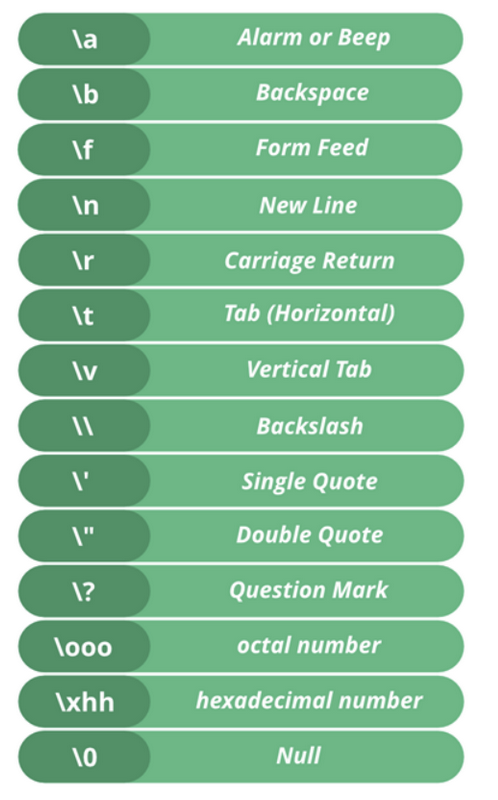 \a Alarm or Beep
\b Backspace
\f Form Feed
\n New Line
\r Carriage Return
\t Tab (Horizontal)
\v Vertical Tab
\\ Backslash
\' Single Quote
\" Double Quote
\? Question Mark
\ooo octal number
\xhh hexadecimal number
\0 Null